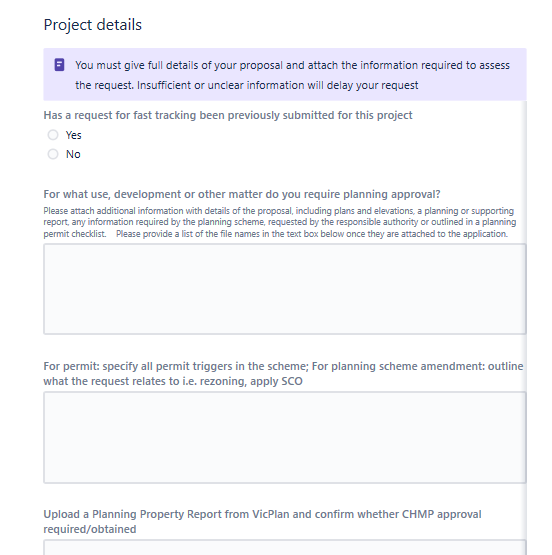 Project details
You must give full details of your proposal and attach the information required to assess
the request. Insufficient or unclear information will delay your request
Has a request for fast tracking been previously submitted for this project
Yes
No
For what use, development or other matter do you require planning approval?
Please attach additional information with details of the proposal, including plans and elevations, a planning or supporting
report, any information required by the planning scheme, requested by the responsible authority or outlined in a planning
permit checklist. Please provide a list of the file names in the text box below once they are attached to the application.
For permit: specify all permit triggers in the scheme; For planning scheme amendment: outline
what the request relates to i.e. rezoning, apply SCO
Upload a Planning Property Report from VicPlan and confirm whether CHMP approval
required/obtained